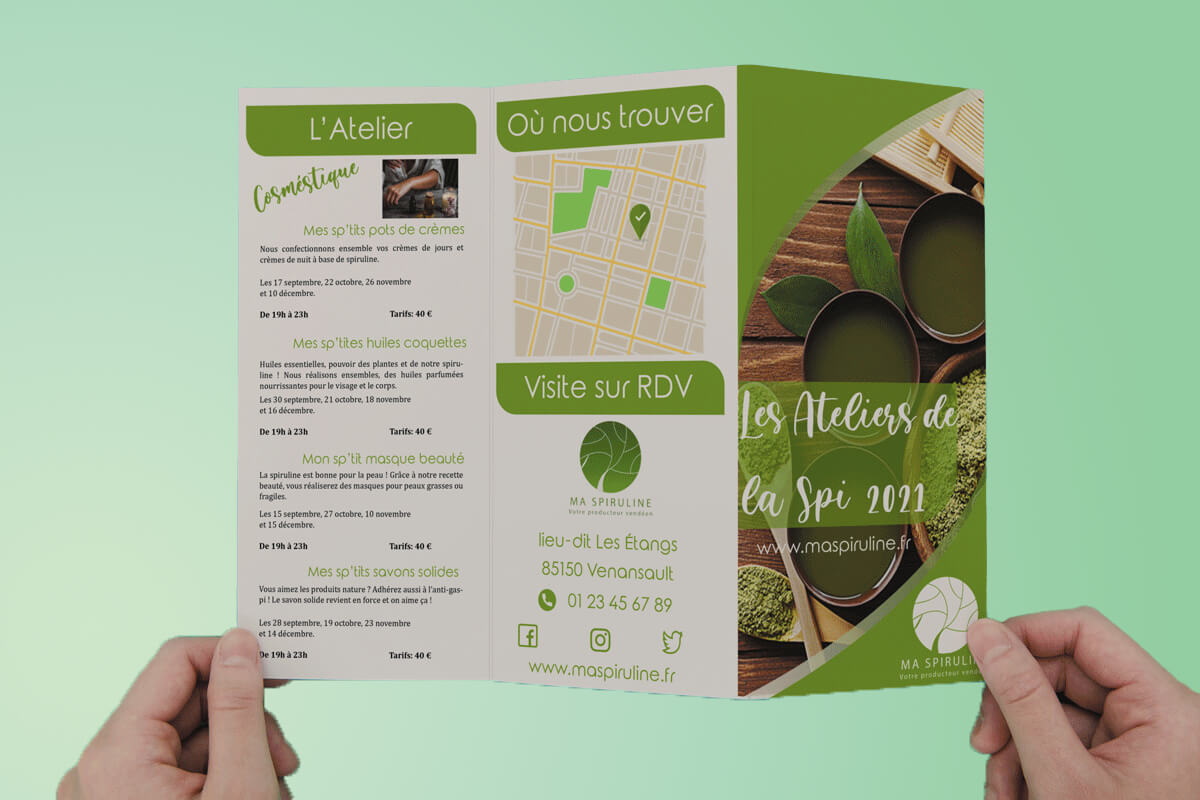 L'Atelier
Cosméstique
Mes sp'tits pots de crèmes
Nous confectionnons ensemble vos crèmes de jours et
crèmes de nuit à base de spiruline.
Les 17 septembre, 22 octobre, 26 novembre
et 10 décembre.
De 19h à 23h Tarifs: 40 €
Mes sp'tites huiles coquettes
Huiles essentielles, pouvoir des plantes et de notre spiru-
line ! Nous réalisons ensembles, des huiles parfumées
nourrissantes pour le visage et le corps.
Les 30 septembre, 21 octobre, 18 novembre
et 16 décembre.
De 19h à 23h Tarifs: 40 €
Mon sp'tit masque beauté
La spiruline est bonne pour la peau ! Grâce à notre recette
beauté, vous réaliserez des masques pour peaux grasses ou
fragiles.
Les 15 septembre, 27 octobre, 10 novembre
et 15 décembre.
De 19h à 23h Tarifs: 40 €
Mes sp'tits savons solides
Vous aimez les produits nature ? Adhérez aussi à l'anti-gas-
pi ! Le savon solide revient en force et on aime ça !
Les 28 septembre, 19 octobre, 23 novembre
et 14 décembre.
De 19h à 23h Tarifs: 40 €
Où nous trouver
Visite sur RDV
MA SPIRULINE
Votre producteur vendéen
lieu-dit Les Étangs
85150 Venansault
01 23 45 67 89
www.maspiruline.fr
Les Ateliers de
la Spi 2021
www.maspiruline.fr
MA SPIRULIN
Votre producteur vendé